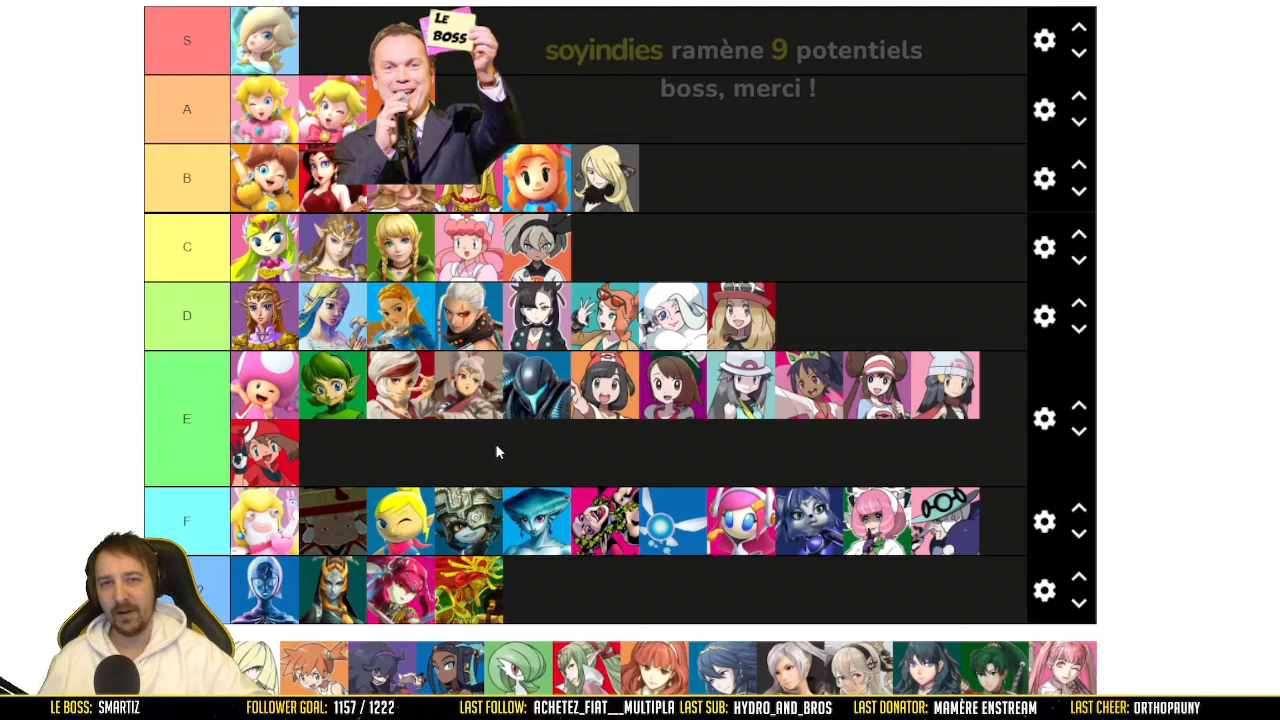 S
LE
BOSS
soyindies ramène 9 potentiels
boss, merci !
A
B
C
D
E
F
?
LE BOSS: SMARTIZ
FOLLOWER GOAL: 1157 / 1222
LAST FOLLOW: ACHETEZ_FIAT__MULTIPLA
LAST SUB: HYDRO_AND_BROS
LAST DONATOR: MAMÈRE ENSTREAM
LAST CHEER: ORTHOPAUNY